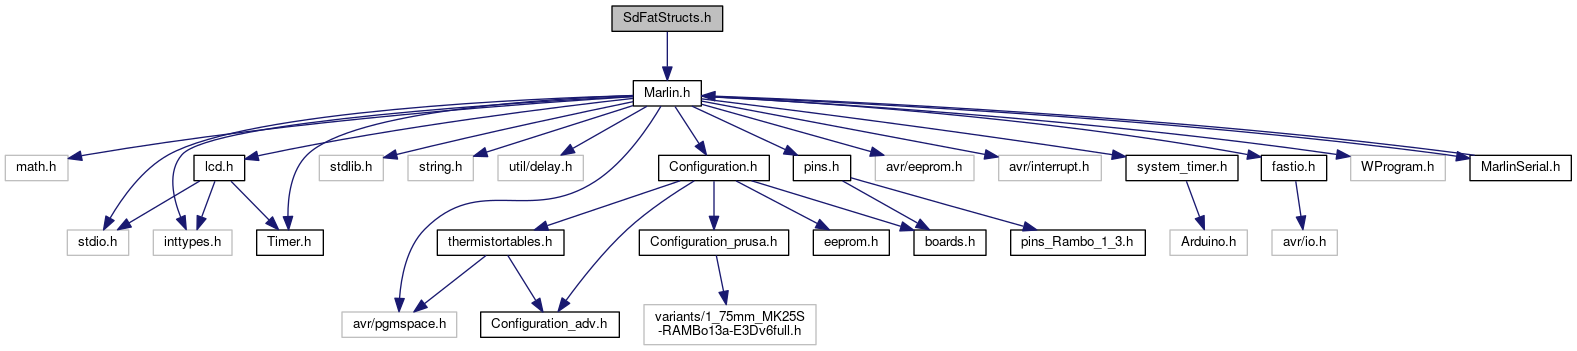 SdFatStructs.h
Marlin.h
math.h
lcd.h
stdlib.h
string.h
util/delay.h
Configuration.h
pins.h
avr/eeprom.h
avr/interrupt.h
system_timer.h
fastio.h
WProgram.h
MarlinSerial.h
stdio.h
inttypes.h
Timer.h
thermistortables.h
Configuration_prusa.h
eeprom.h
boards.h
pins_Rambo_1_3.h
Arduino.h
avr/io.h
avr/pgmspace.h
Configuration_adv.h
variants/1_75mm_MK25S
-RAMBo13a-E3Dv6full.h